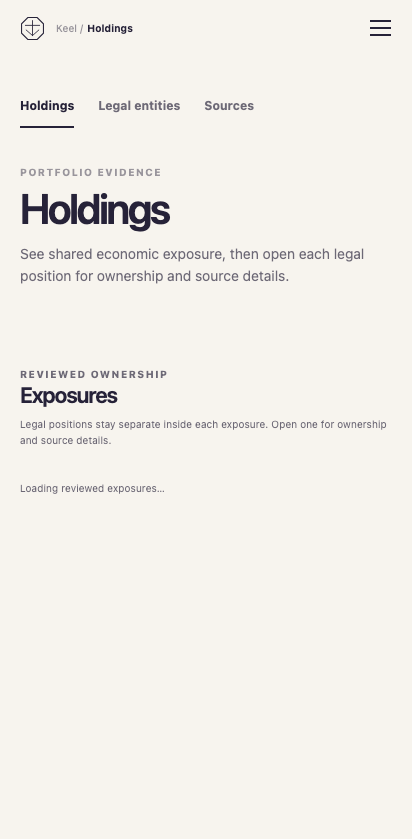 Keel / Holdings
Holdings Legal entities Sources
PORTFOLIO EVIDENCE
Holdings
See shared economic exposure, then open each legal
position for ownership and source details.
REVIEWED OWNERSHIP
Exposures
Legal positions stay separate inside each exposure. Open one for ownership
and source details.
Loading reviewed exposures…